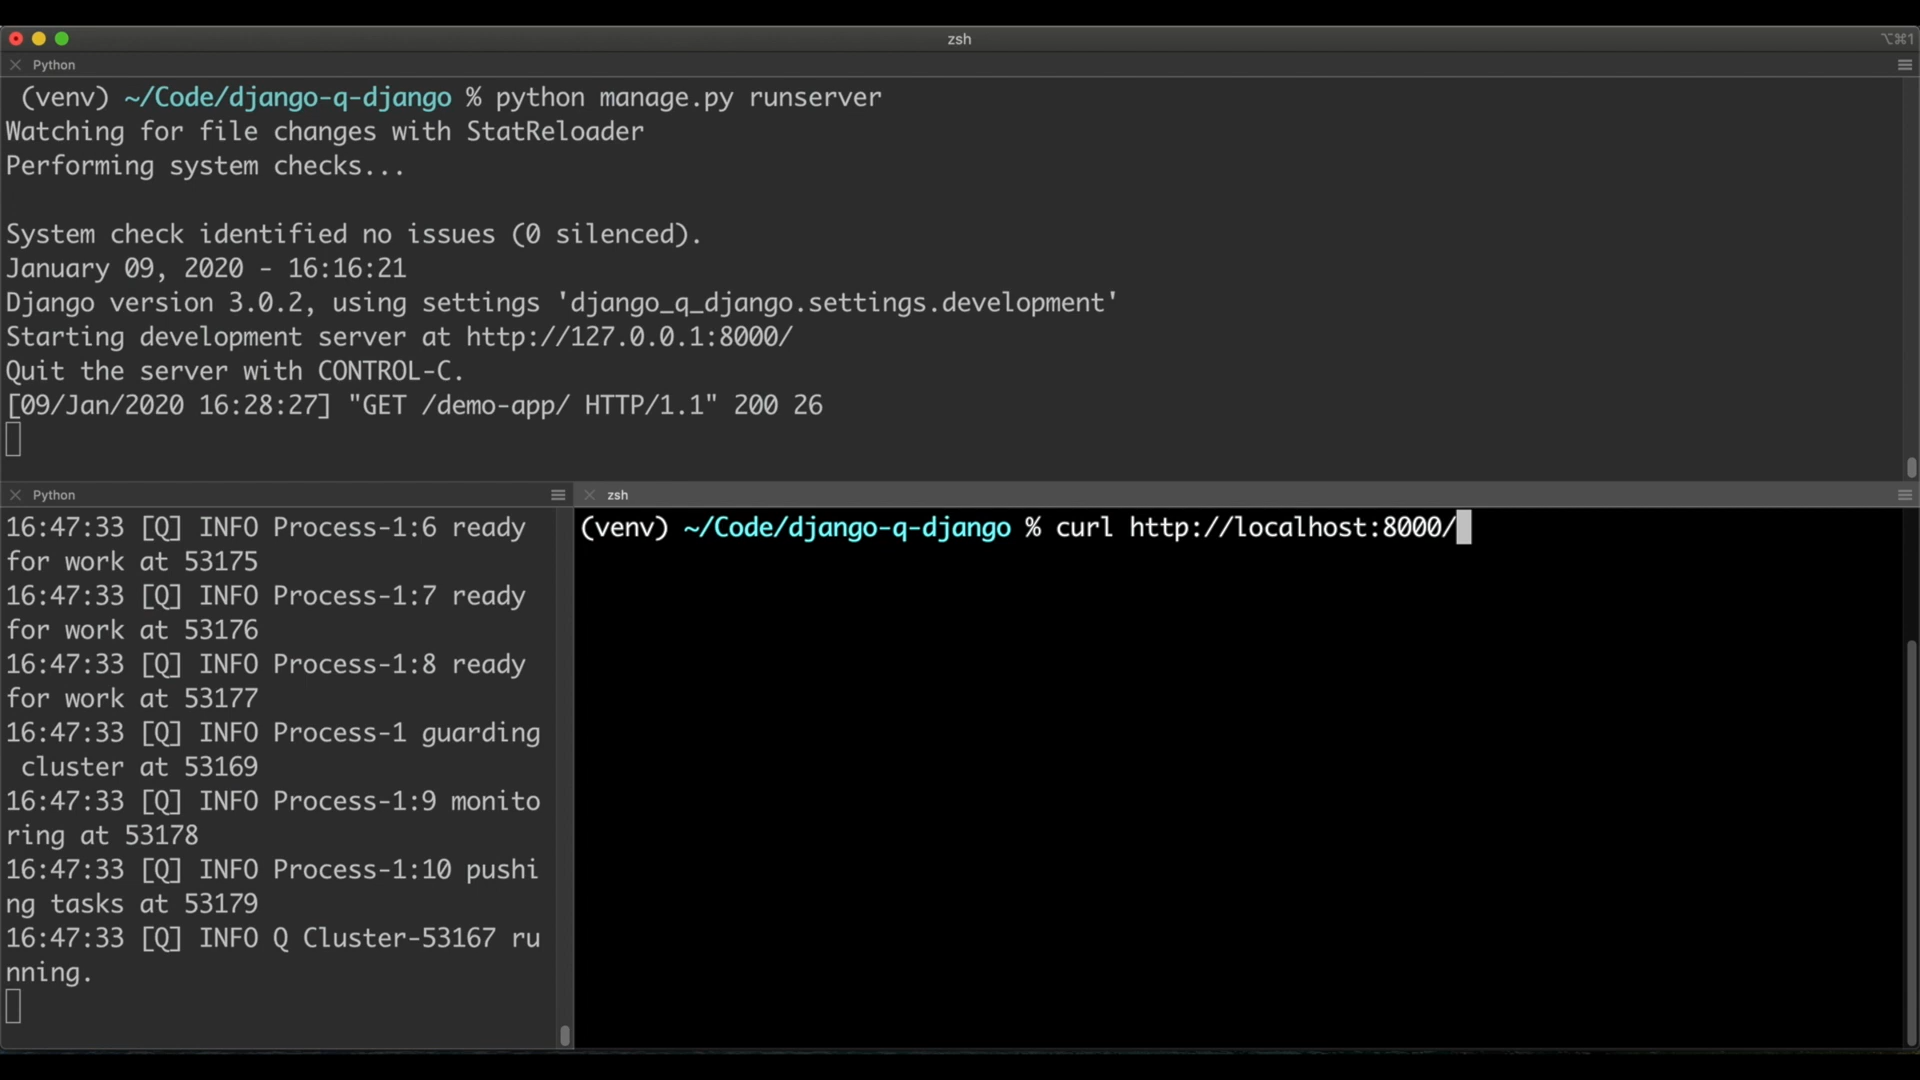 zsh
⌥⌘1
Python
(venv) ~/Code/django-q-django % python manage.py runserver
Watching for file changes with StatReloader
Performing system checks...
System check identified no issues (0 silenced).
January 09, 2020 - 16:16:21
Django version 3.0.2, using settings 'django_q_django.settings.development'
Starting development server at http://127.0.0.1:8000/
Quit the server with CONTROL-C.
[09/Jan/2020 16:28:27] "GET /demo-app/ HTTP/1.1" 200 26
Python
16:47:33 [Q] INFO Process-1:6 ready
for work at 53175
16:47:33 [Q] INFO Process-1:7 ready
for work at 53176
16:47:33 [Q] INFO Process-1:8 ready
for work at 53177
16:47:33 [Q] INFO Process-1 guarding
cluster at 53169
16:47:33 [Q] INFO Process-1:9 monito
ring at 53178
16:47:33 [Q] INFO Process-1:10 pushi
ng tasks at 53179
16:47:33 [Q] INFO Q Cluster-53167 ru
nning.
zsh
(venv) ~/Code/django-q-django % curl http://localhost:8000/